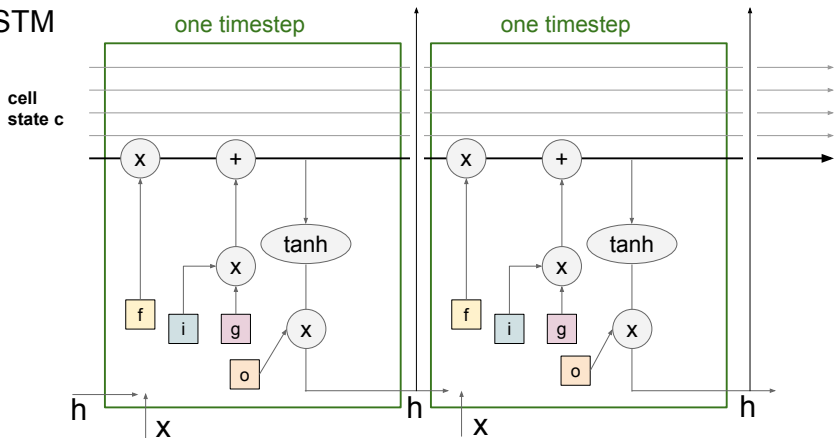 STM
one timestep
one timestep
cell
state c
x
+
x
+
tanh
tanh
x
x
f
i
g
x
f
i
g
x
o
o
h
x
h
x
h